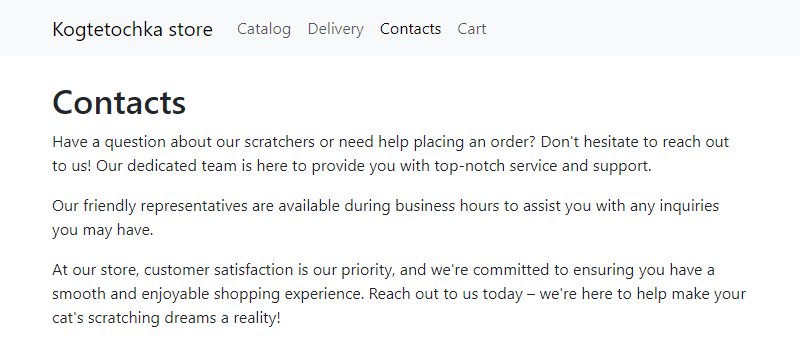 Kogtetochka store Catalog Delivery Contacts Cart
Contacts
Have a question about our scratchers or need help placing an order? Don't hesitate to reach out
to us! Our dedicated team is here to provide you with top-notch service and support.
Our friendly representatives are available during business hours to assist you with any inquiries
you may have.
At our store, customer satisfaction is our priority, and we're committed to ensuring you have a
smooth and enjoyable shopping experience. Reach out to us today – we're here to help make your
cat's scratching dreams a reality!